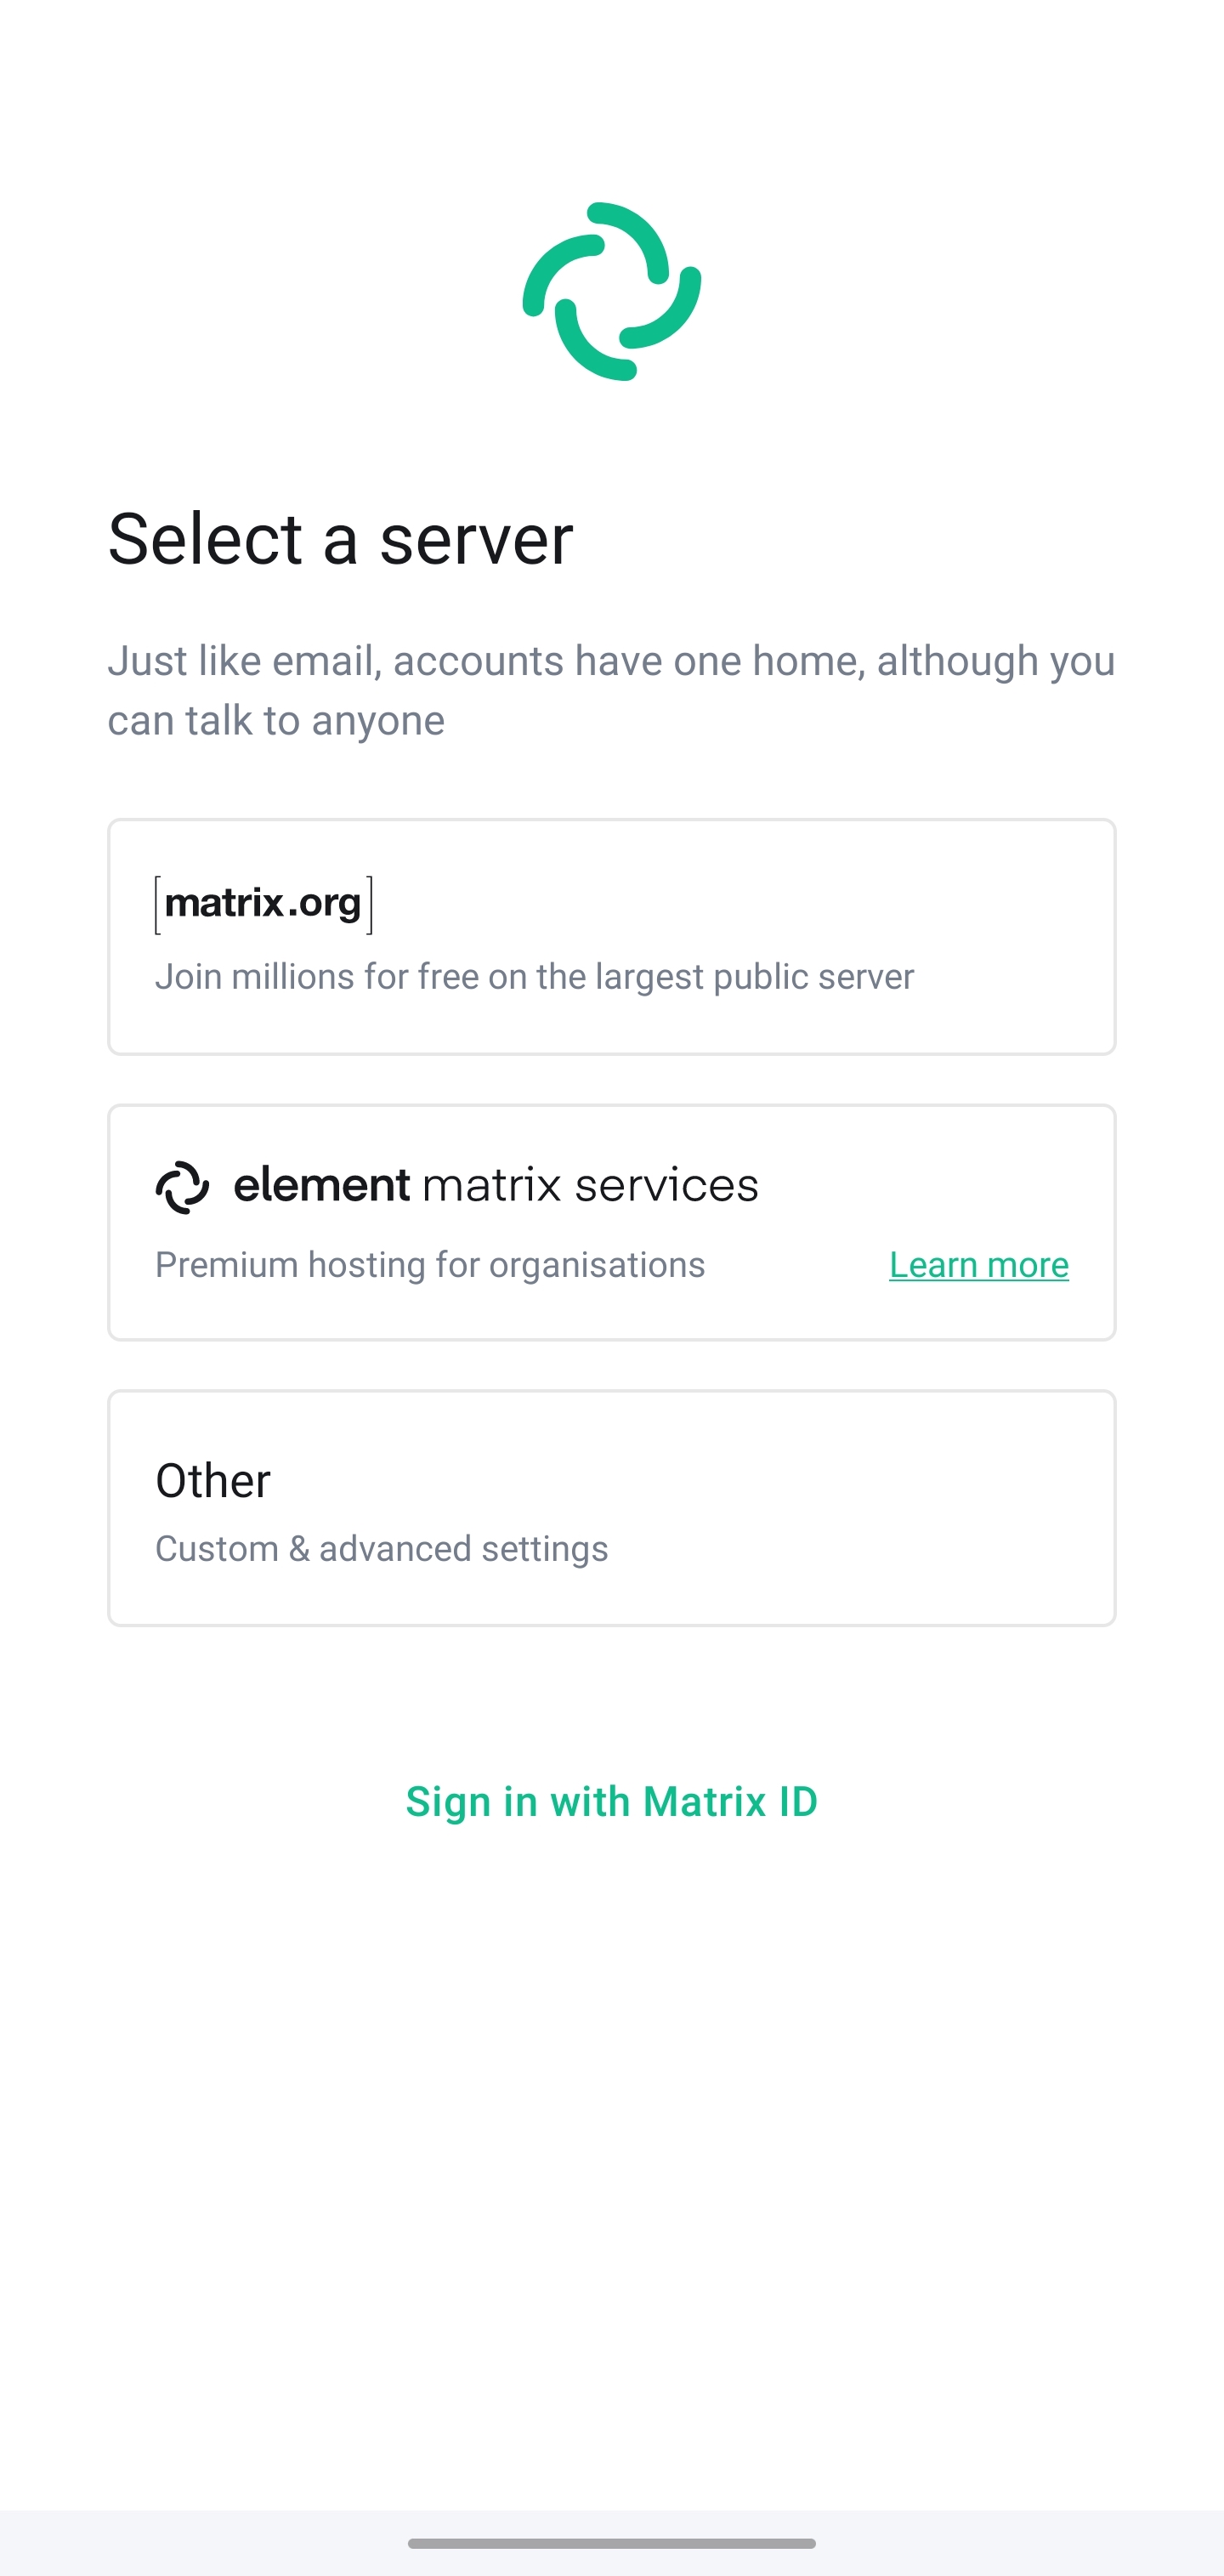 Select a server
Just like email, accounts have one home, although you
can talk to anyone
[matrix.org]
Join millions for free on the largest public server
element matrix services
Premium hosting for organisations Learn more
Other
Custom & advanced settings
Sign in with Matrix ID